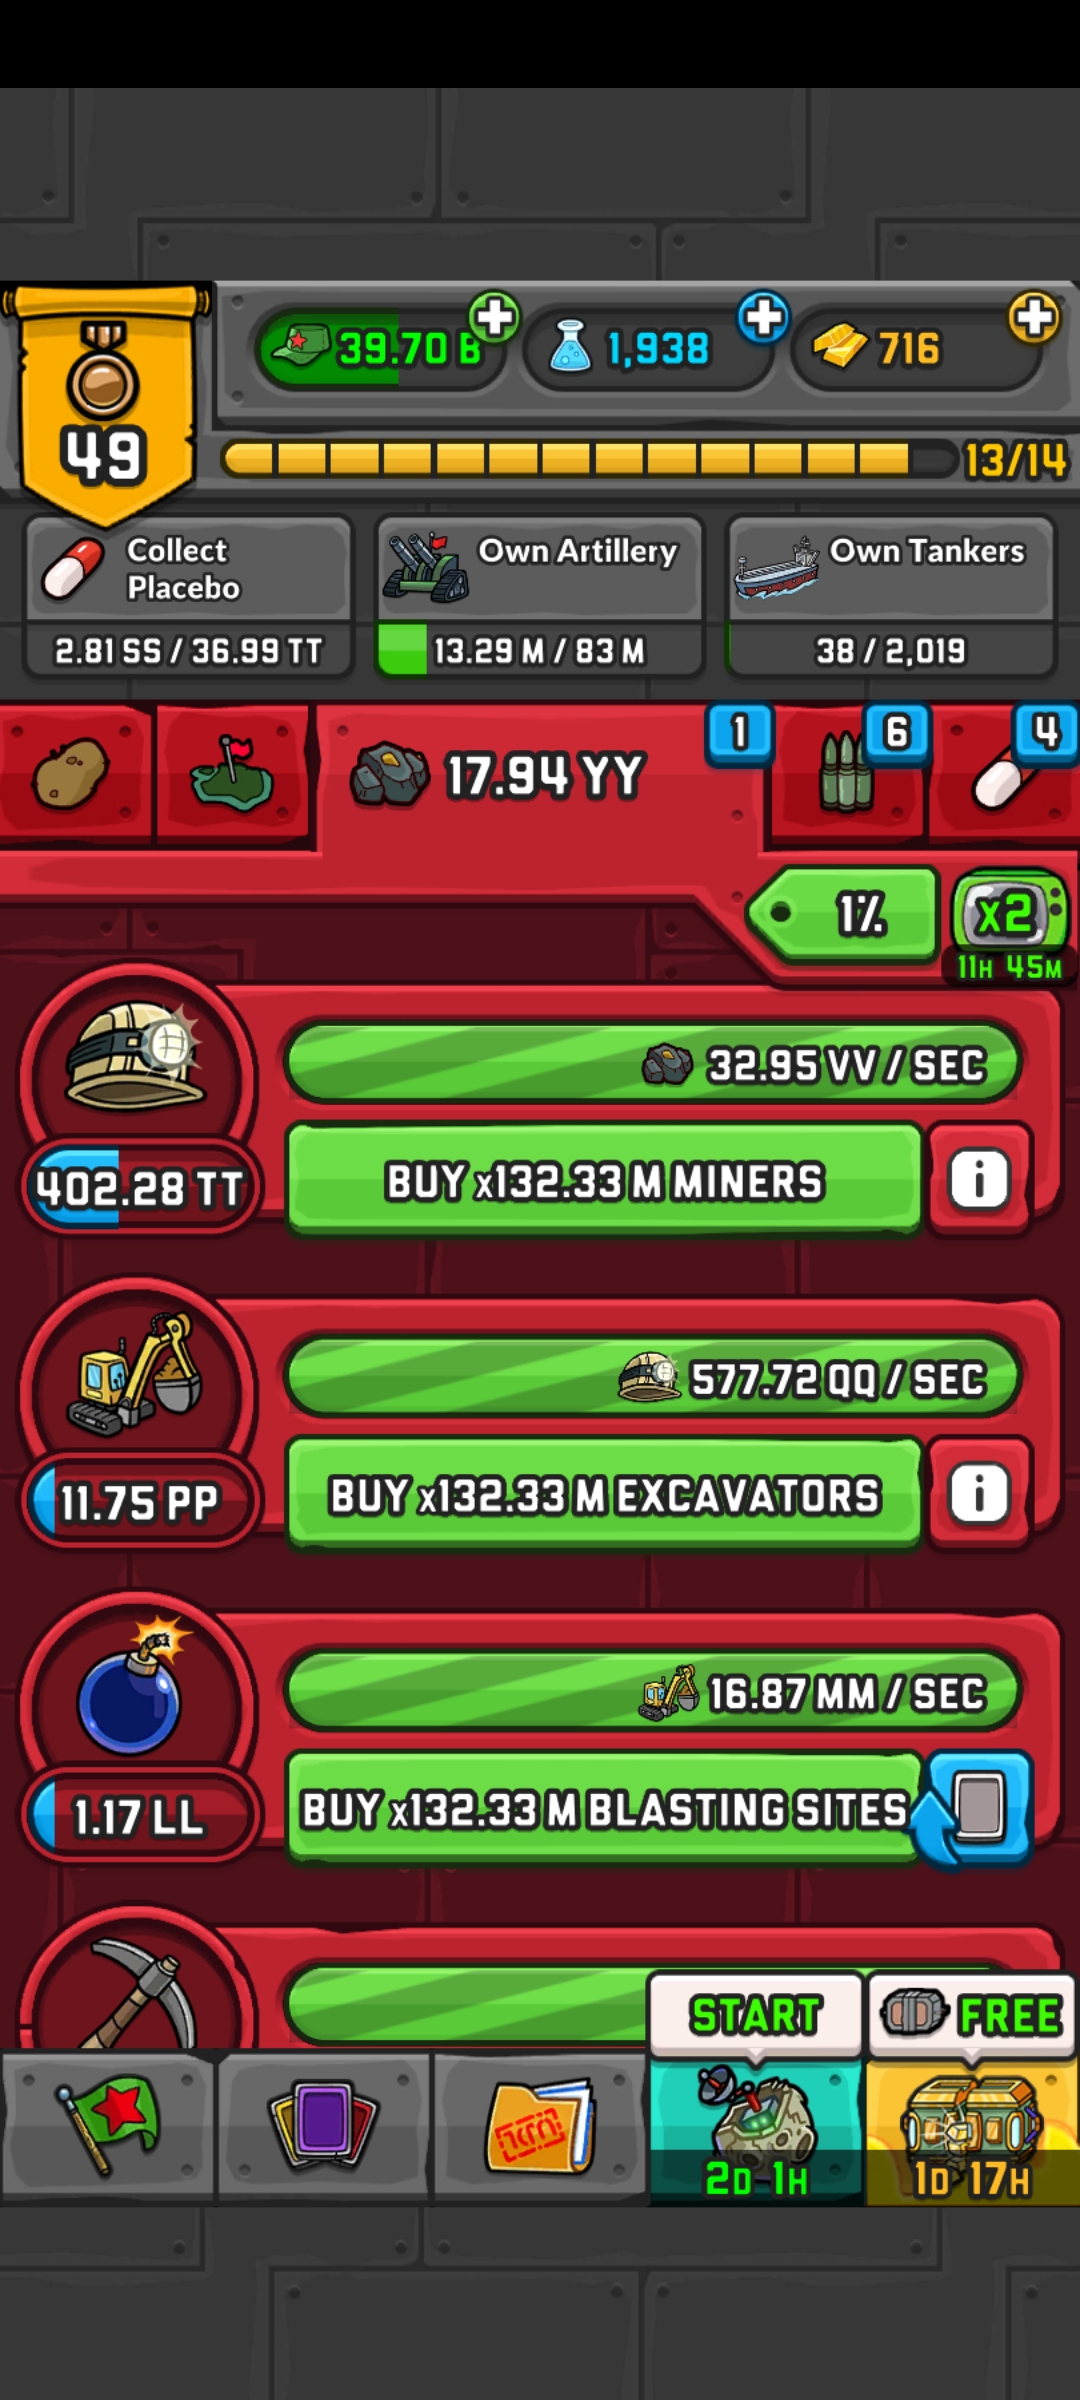 39.70 B
1,938
716
49
13/14
Collect
Placebo
Own Artillery
Own Tankers
2.81 SS / 36.99 TT
13.29 M / 83 M
38 / 2,019
1
6
4
17.94 YY
1%
x2
11H 45M
32.95 VV / SEC
402.28 TT
BUY x132.33 M MINERS
i
577.72 QQ / SEC
11.75 PP
BUY x132.33 M EXCAVATORS
i
16.87 MM / SEC
1.17 LL
BUY x132.33 M BLASTING SITES
START
FREE
2D 1H
1D 17H